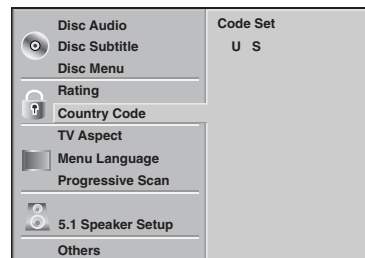 Disc Audio
Disc Subtitle
Disc Menu
Rating
Country Code
TV Aspect
Menu Language
Progressive Scan
5.1 Speaker Setup
Others
Code Set
U S